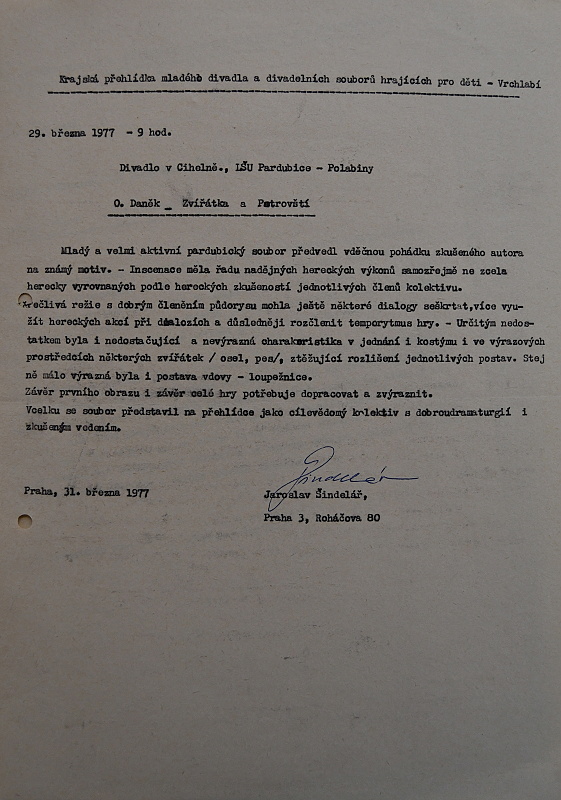 Krajská přehlídka mladého divadla a divadelních souborů hrajících pro děti - Vrchlabí
29. března 1977 - 9 hod.
Divadlo v Cihelně., LŠU Pardubice - Polabiny
O. Daněk _ Zvířátka a Petrovští
Mladý a velmi aktivní pardubický soubor předvedl vděčnou pohádku zkušeného autora
na známý motiv. - Inscenace měla řadu nadějných hereckých výkonů samozřejmě ne zcela
herecky vyrovnaných podle hereckých zkušeností jednotlivých členů kolektivu.
Pečlivá režie s dobrým členěním půdorysu mohla ještě některé dialogy seškrtat,více vyu-
žít hereckých akcí při dialozích a důsledněji rozčlenit temporytmus hry. - Určitým nedos-
tatkem byla i nedostačující a nevýrazná charakristika v jednání i kostýmu i ve výrazových
prostředcích některých zvířátek / osel, pes/, ztěžující rozlišení jednotlivých postav. Stej
ně málo výrazná byla i postava vdovy - loupežnice.
Závěr prvního obrazu i závěr celé hry potřebuje dopracovat a zvýraznit.
Vcelku se soubor představil na přehlídce jako cílevědomý kolektiv s dobroudramaturgií i
zkušeným vedením.
Šindelář
Praha, 31. března 1977
Jaroslav Šindelář,
Praha 3, Roháčova 80